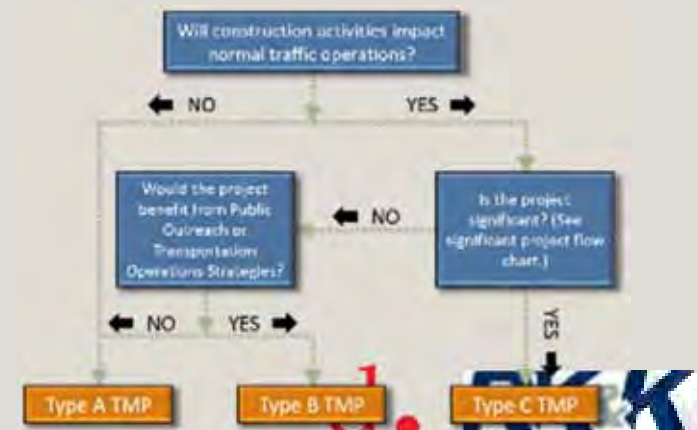 Will construction activities impact
normal traffic operations?
NO
YES
Would the project
benefit from Public
Outreach or
Transportation
Operations Strategies?
NO
Is the project
significant? (See
significant project flow
chart.)
NO
YES
YES
Type A TMP
Type B TMP
Type C TMP